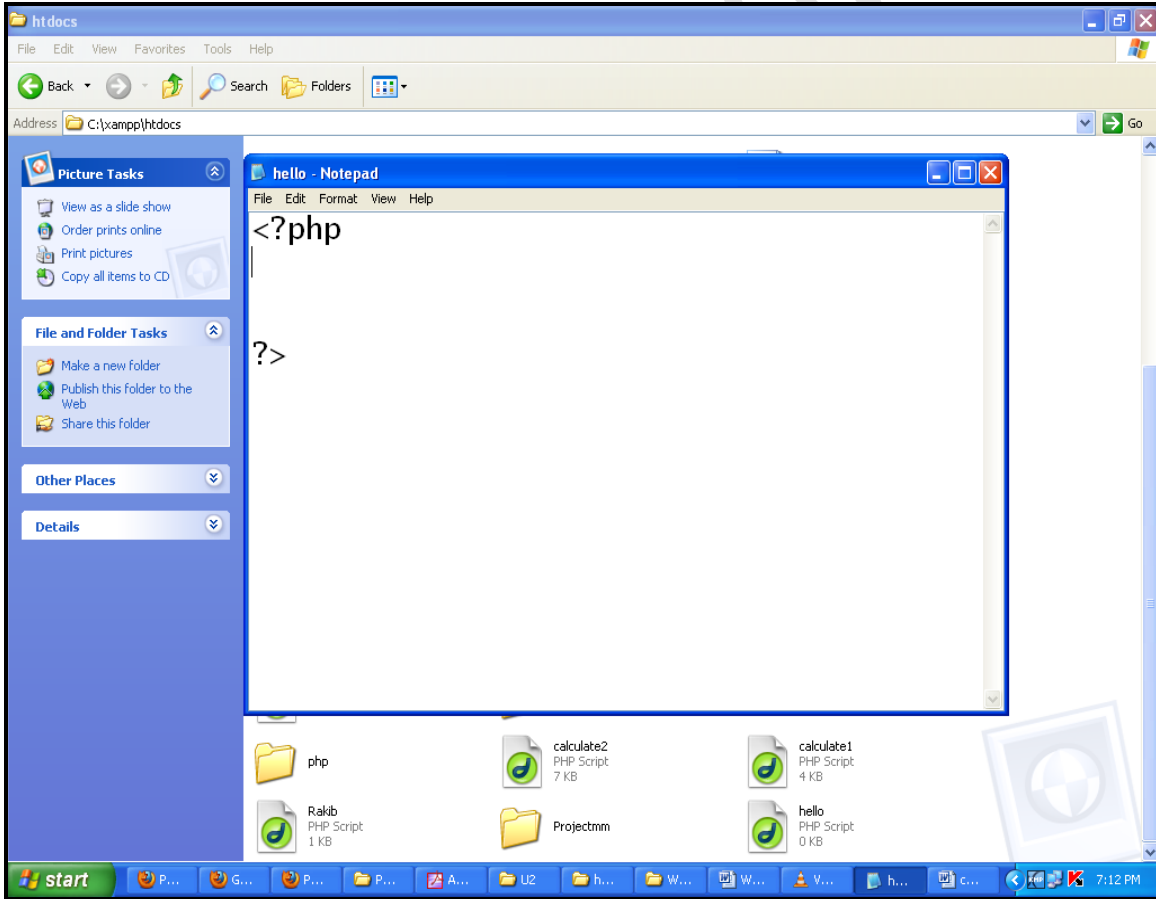 htdocs
File Edit View Favorites Tools Help
Back Search Folders
Address C:\xampp\htdocs Go
Picture Tasks
View as a slide show
Order prints online
Print pictures
Copy all items to CD
File and Folder Tasks
Make a new folder
Publish this folder to the
Web
Share this folder
Other Places
Details
hello - Notepad
File Edit Format View Help
<?php
?>
php
calculate2
PHP Script
7 KB
calculate1
PHP Script
4 KB
Rakib
PHP Script
1 KB
Projectmm
hello
PHP Script
0 KB
start P... G... P... P... A... U2 h... W... W... V... h... c... 7:12 PM